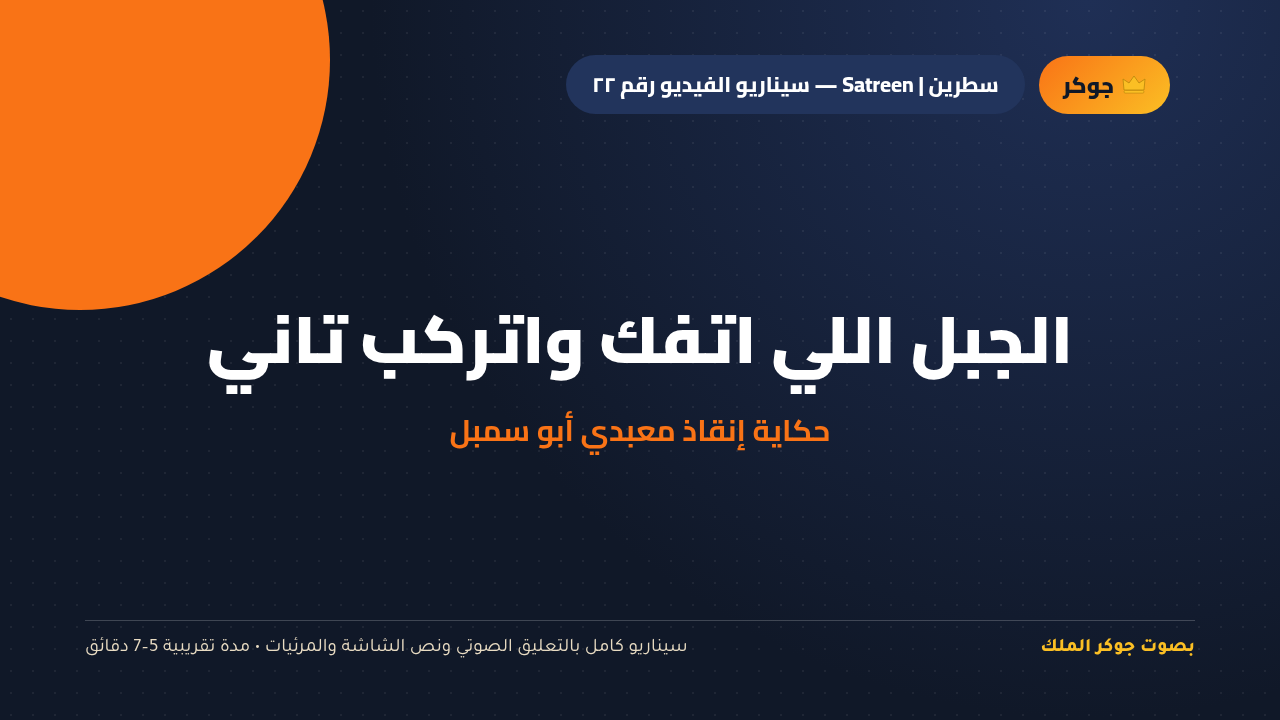 جوكر
سطرين | Satreen — سيناريو الفيديو رقم ٢٢
الجبل اللي اتفك واتركب تاني
حكاية إنقاذ معبدي أبو سمبل
بصوت جوكر الملك
سيناريو كامل بالتعليق الصوتي ونص الشاشة والمرئيات • مدة تقريبية 5–7 دقائق